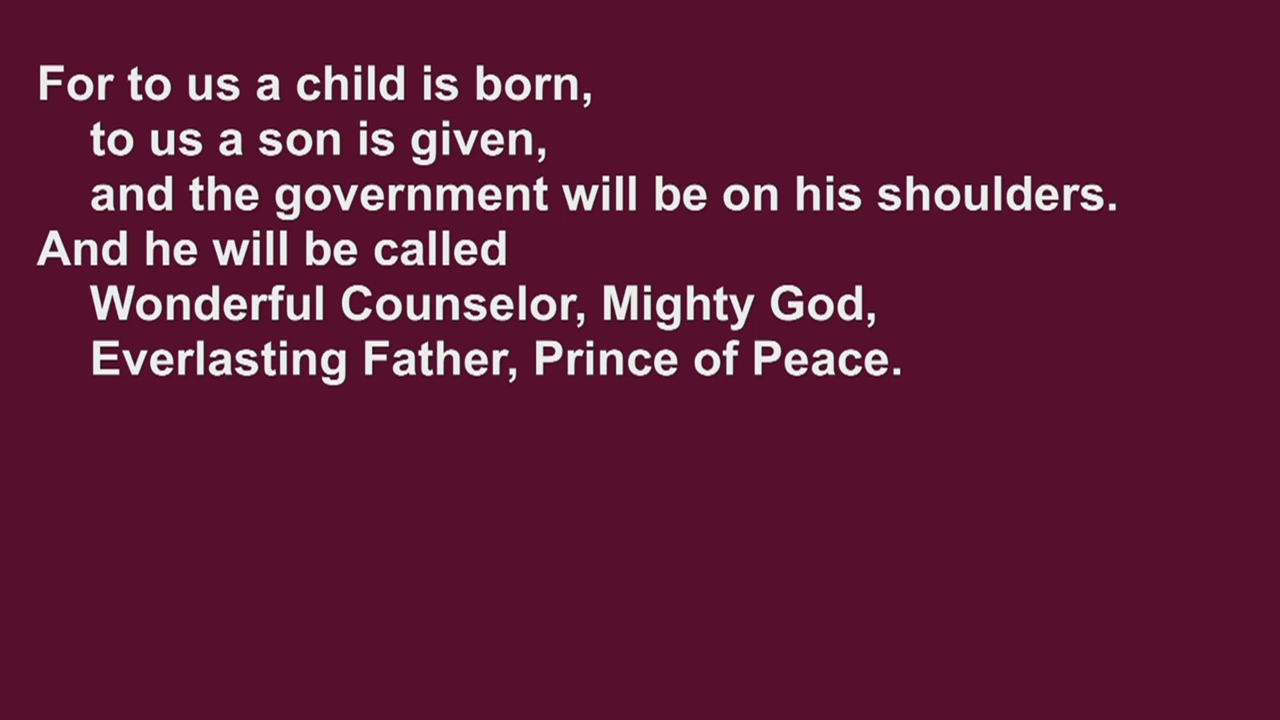 For to us a child is born,
to us a son is given,
and the government will be on his shoulders.
And he will be called
Wonderful Counselor, Mighty God,
Everlasting Father, Prince of Peace.